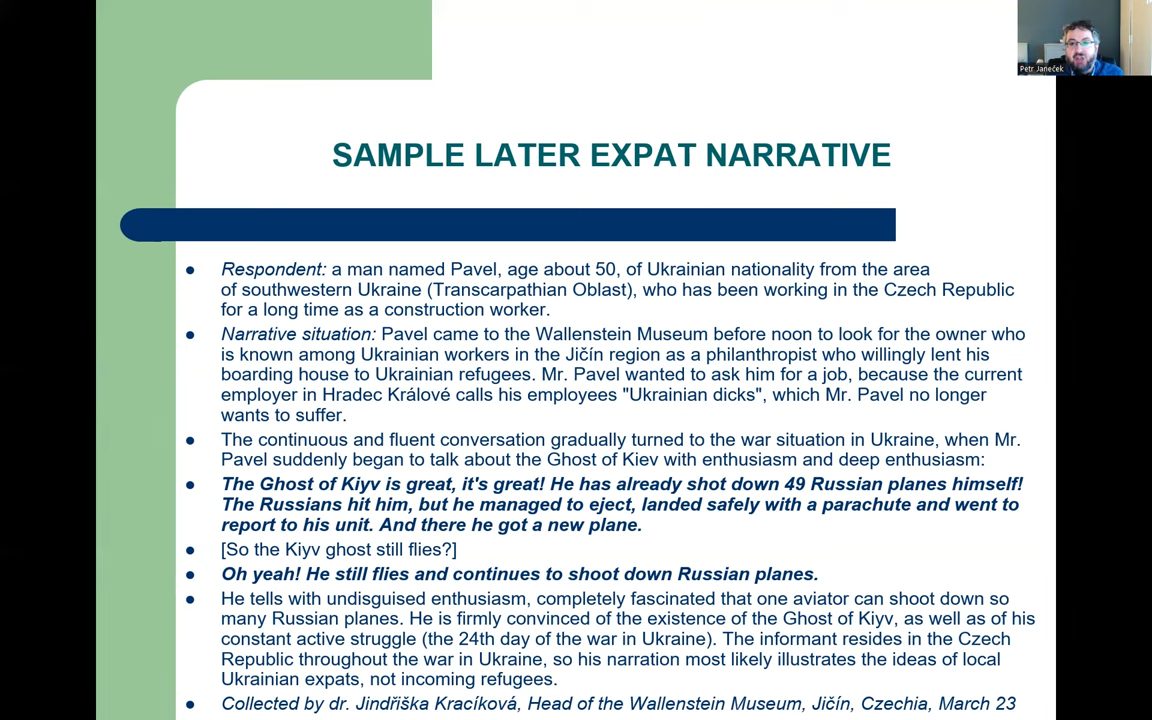 Petr Janeček
SAMPLE LATER EXPAT NARRATIVE
Respondent: a man named Pavel, age about 50, of Ukrainian nationality from the area
of southwestern Ukraine (Transcarpathian Oblast), who has been working in the Czech Republic
for a long time as a construction worker.
Narrative situation: Pavel came to the Wallenstein Museum before noon to look for the owner who
is known among Ukrainian workers in the Jičín region as a philanthropist who willingly lent his
boarding house to Ukrainian refugees. Mr. Pavel wanted to ask him for a job, because the current
employer in Hradec Králové calls his employees "Ukrainian dicks", which Mr. Pavel no longer
wants to suffer.
The continuous and fluent conversation gradually turned to the war situation in Ukraine, when Mr.
Pavel suddenly began to talk about the Ghost of Kiev with enthusiasm and deep enthusiasm:
The Ghost of Kiyv is great, it's great! He has already shot down 49 Russian planes himself!
The Russians hit him, but he managed to eject, landed safely with a parachute and went to
report to his unit. And there he got a new plane.
[So the Kiyv ghost still flies?]
Oh yeah! He still flies and continues to shoot down Russian planes.
He tells with undisguised enthusiasm, completely fascinated that one aviator can shoot down so
many Russian planes. He is firmly convinced of the existence of the Ghost of Kiyv, as well as of his
constant active struggle (the 24th day of the war in Ukraine). The informant resides in the Czech
Republic throughout the war in Ukraine, so his narration most likely illustrates the ideas of local
Ukrainian expats, not incoming refugees.
Collected by dr. Jindřiška Kracíková, Head of the Wallenstein Museum, Jičín, Czechia, March 23